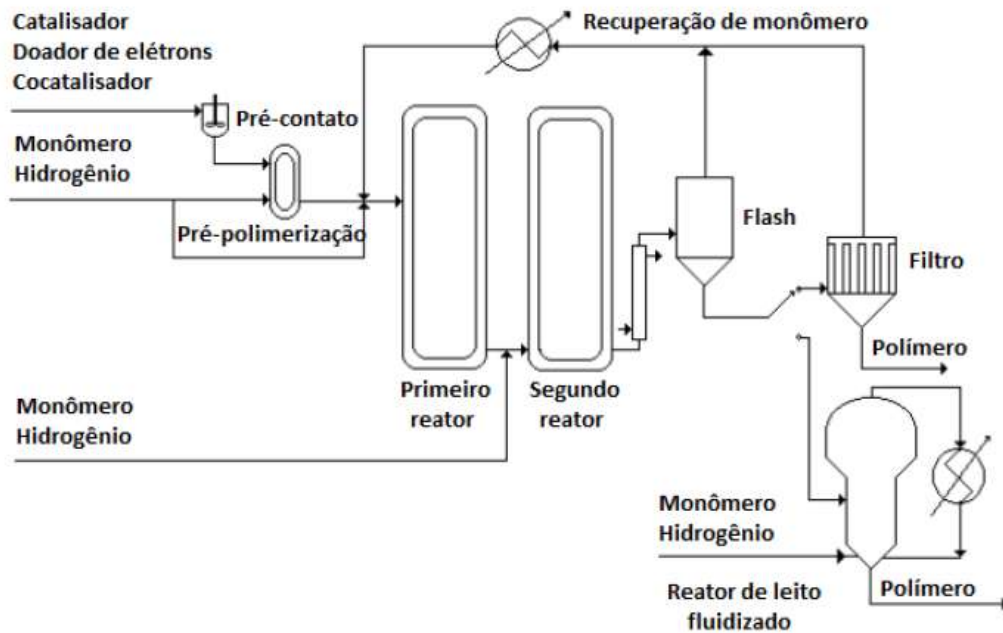 Catalisador
Doador de elétrons
Cocatalisador
Recuperação de monômero
Pré-contato
Monômero
Hidrogênio
Pré-polimerização
Flash
Filtro
Polímero
Primeiro
reator
Segundo
reator
Monômero
Hidrogênio
Monômero
Hidrogênio
Reator de leito
fluidizado
Polímero